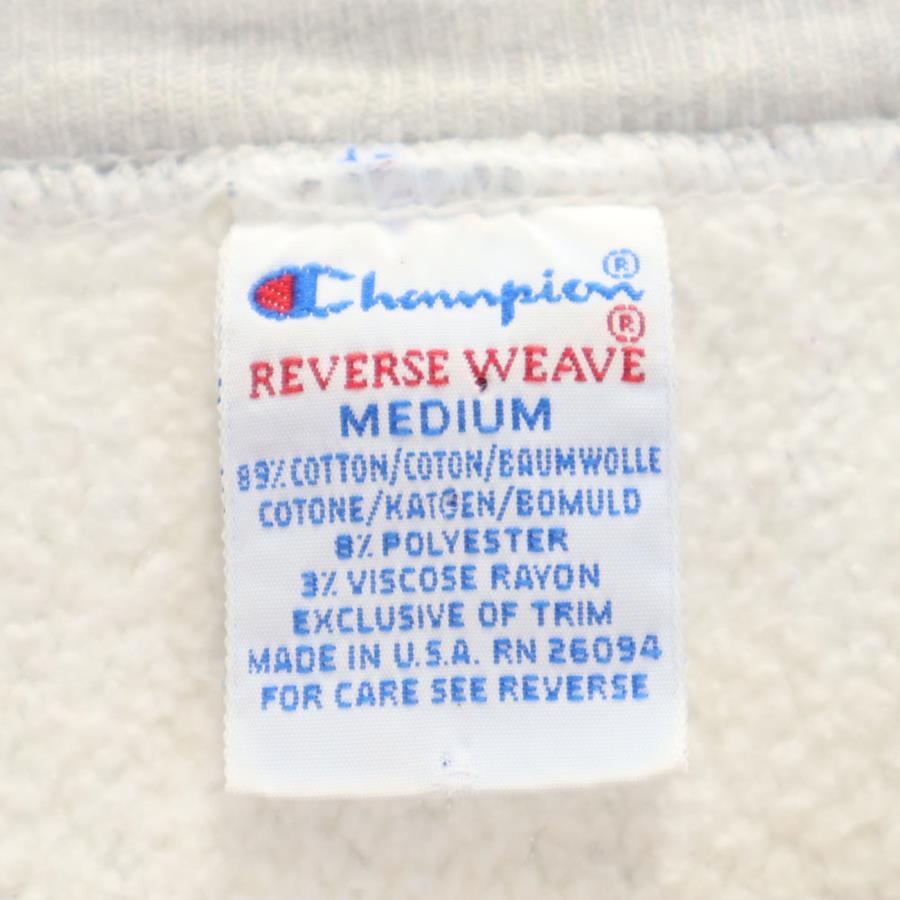 Champion®
REVERSE WEAVE®
MEDIUM
89% COTTON/COTON/BAUMWOLLE
COTONE/KATOEN/BOMULD
8% POLYESTER
3% VISCOSE RAYON
EXCLUSIVE OF TRIM
MADE IN U.S.A. RN 26094
FOR CARE SEE REVERSE